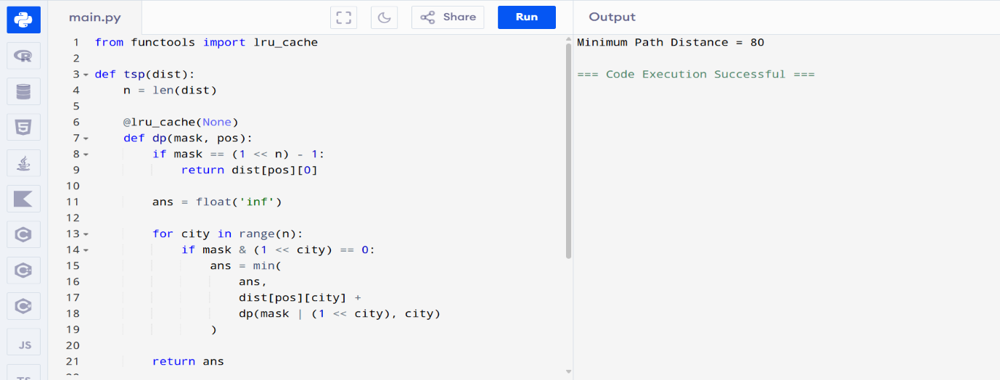 main.py
Share
Run
Output
1 from functools import lru_cache
2
3 def tsp(dist):
4     n = len(dist)
5
6     @lru_cache(None)
7     def dp(mask, pos):
8         if mask == (1 << n) - 1:
9             return dist[pos][0]
10
11         ans = float('inf')
12
13         for city in range(n):
14             if mask & (1 << city) == 0:
15                 ans = min(
16                     ans,
17                     dist[pos][city] +
18                     dp(mask | (1 << city), city)
19                 )
20
21         return ans
Minimum Path Distance = 80
=== Code Execution Successful ===
R
5
C
C
C
JS
TS